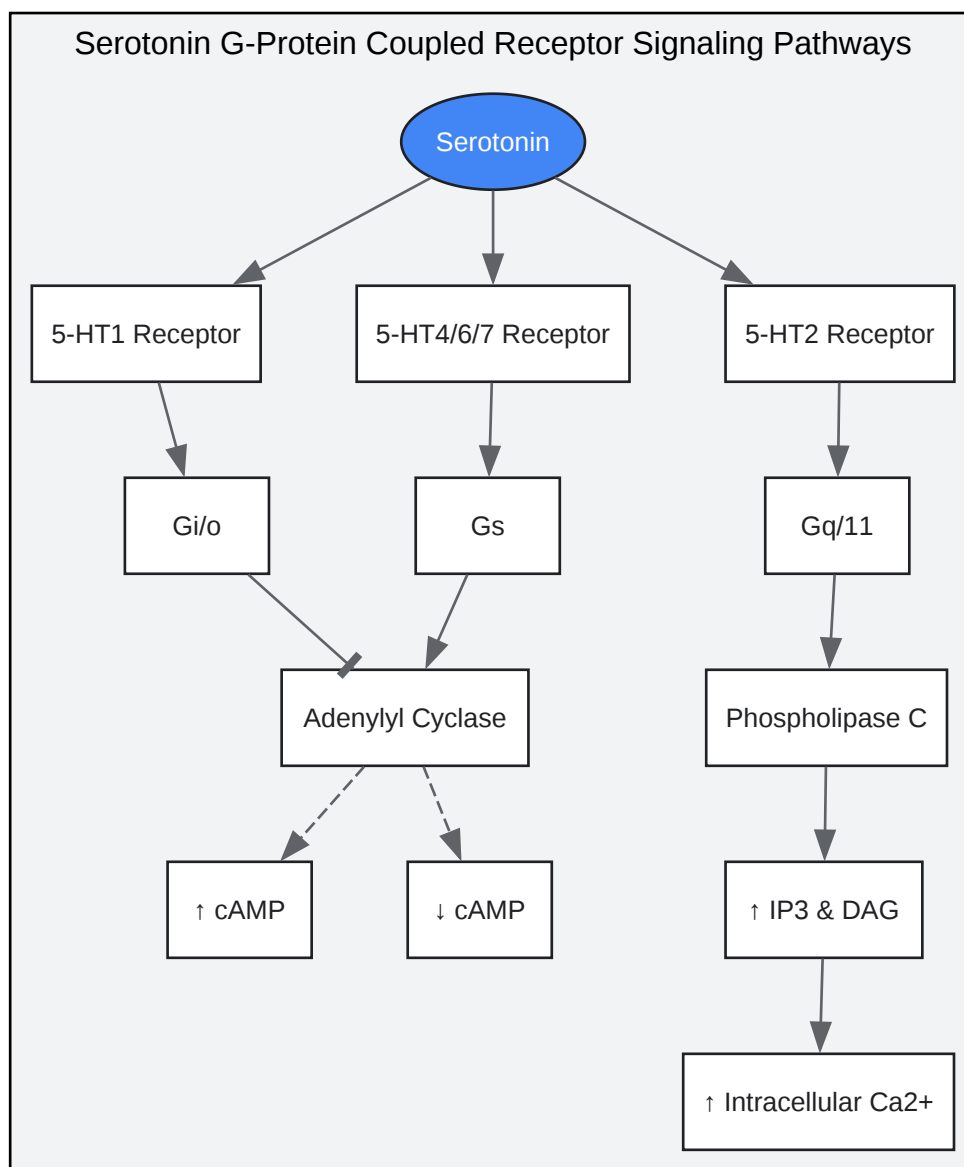 Serotonin G-Protein Coupled Receptor Signaling Pathways
Serotonin
5-HT1 Receptor
5-HT4/6/7 Receptor
5-HT2 Receptor
Gi/o
Gs
Gq/11
Adenylyl Cyclase
Phospholipase C
↑ cAMP
↓ cAMP
↑ IP3 & DAG
↑ Intracellular Ca2+